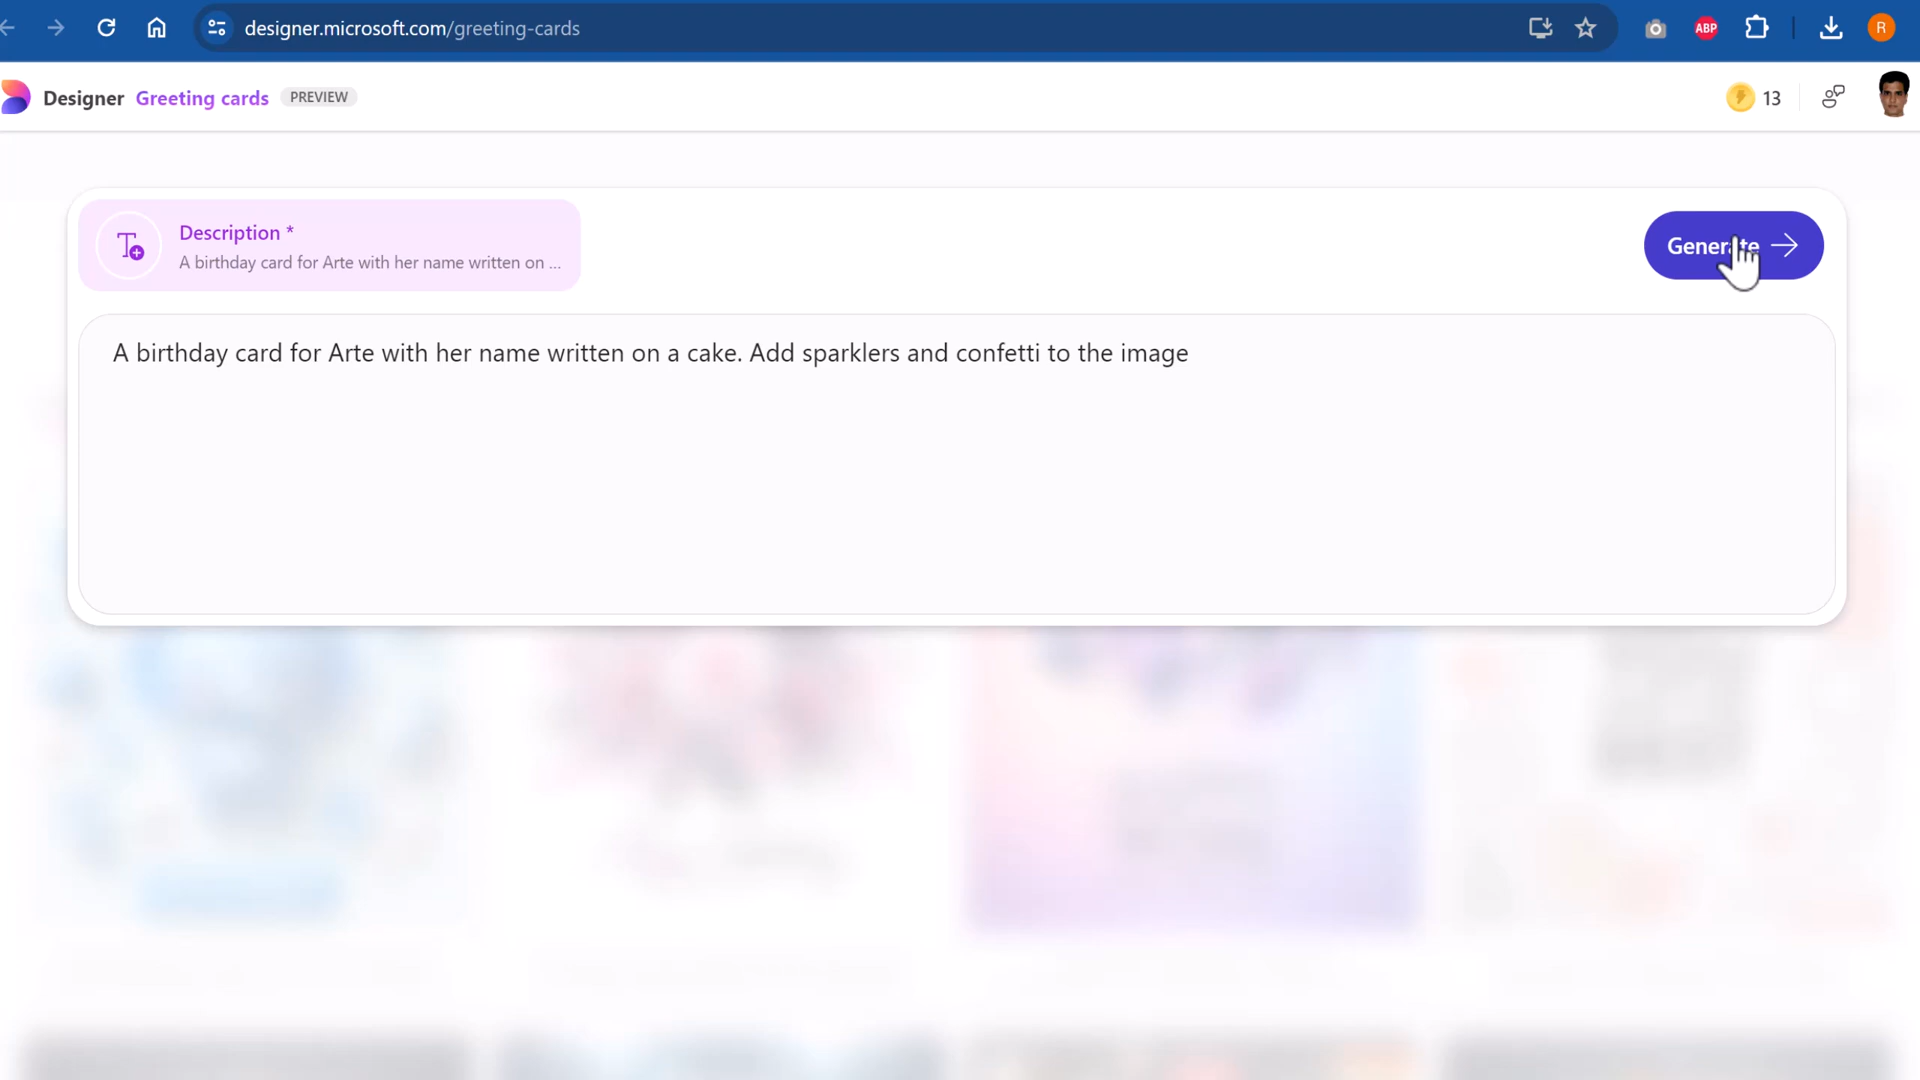 designer.microsoft.com/greeting-cards
ABP
R
Designer Greeting cards PREVIEW
13
Description *
A birthday card for Arte with her name written on ...
Generate
A birthday card for Arte with her name written on a cake. Add sparklers and confetti to the image